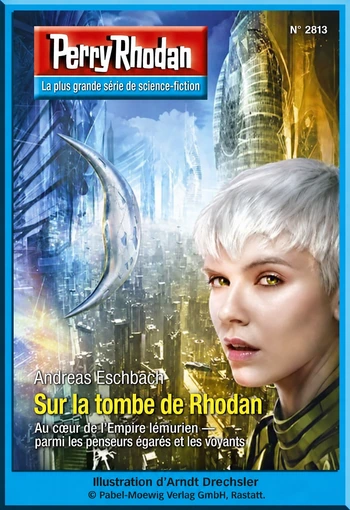 N° 2813
Perry Rhodan
La plus grande série de science-fiction
Andreas Eschbach
Sur la tombe de Rhodan
Au cœur de l'Empire lémurien —
parmi les penseurs égarés et les voyants
Illustration d'Arndt Drechsler
© Pabel-Moewig Verlag GmbH, Rastatt.